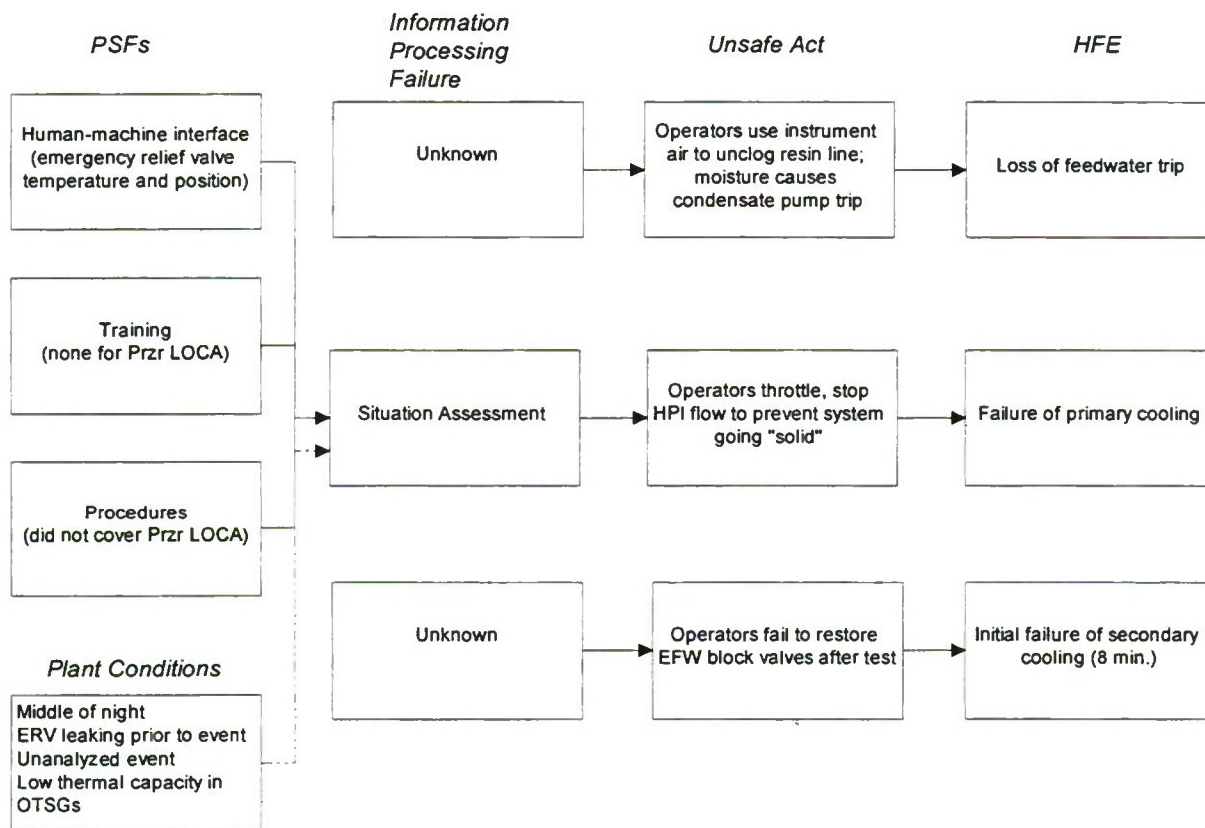 PSFs
Information
Processing
Failure
Unsafe Act
HFE
Human-machine interface
(emergency relief valve
temperature and position)
Unknown
Operators use instrument
air to unclog resin line;
moisture causes
condensate pump trip
Loss of feedwater trip
Training
(none for Przr LOCA)
Situation Assessment
Operators throttle, stop
HPI flow to prevent system
going "solid"
Failure of primary cooling
Procedures
(did not cover Przr LOCA)
Unknown
Operators fail to restore
EFW block valves after test
Initial failure of secondary
cooling (8 min.)
Plant Conditions
Middle of night
ERV leaking prior to event
Unanalyzed event
Low thermal capacity in
OTSGs